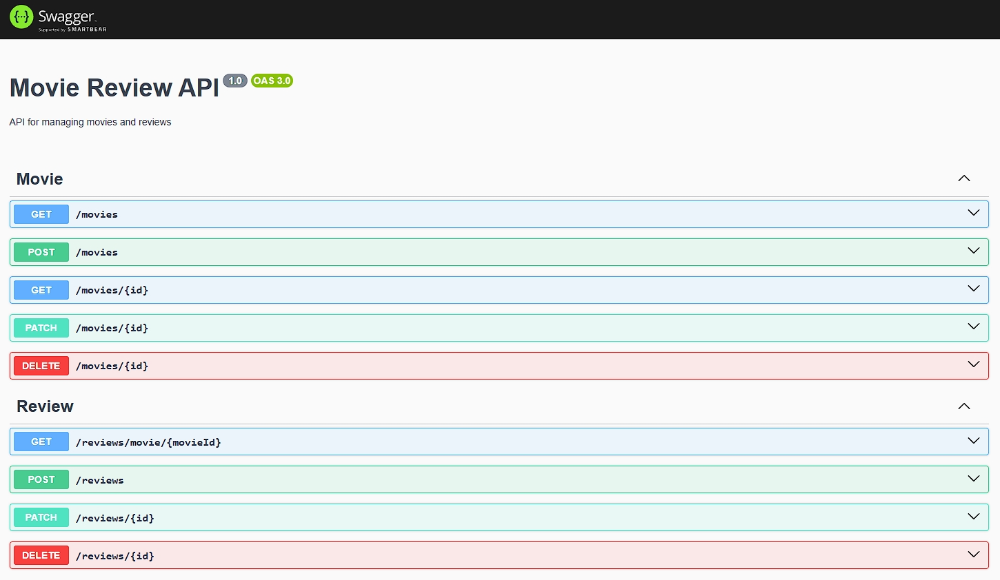 Swagger
Supported by SMARTBEAR
Movie Review API 1.0 OAS 3.0
API for managing movies and reviews
Movie
GET /movies
POST /movies
GET /movies/{id}
PATCH /movies/{id}
DELETE /movies/{id}
Review
GET /reviews/movie/{movieId}
POST /reviews
PATCH /reviews/{id}
DELETE /reviews/{id}